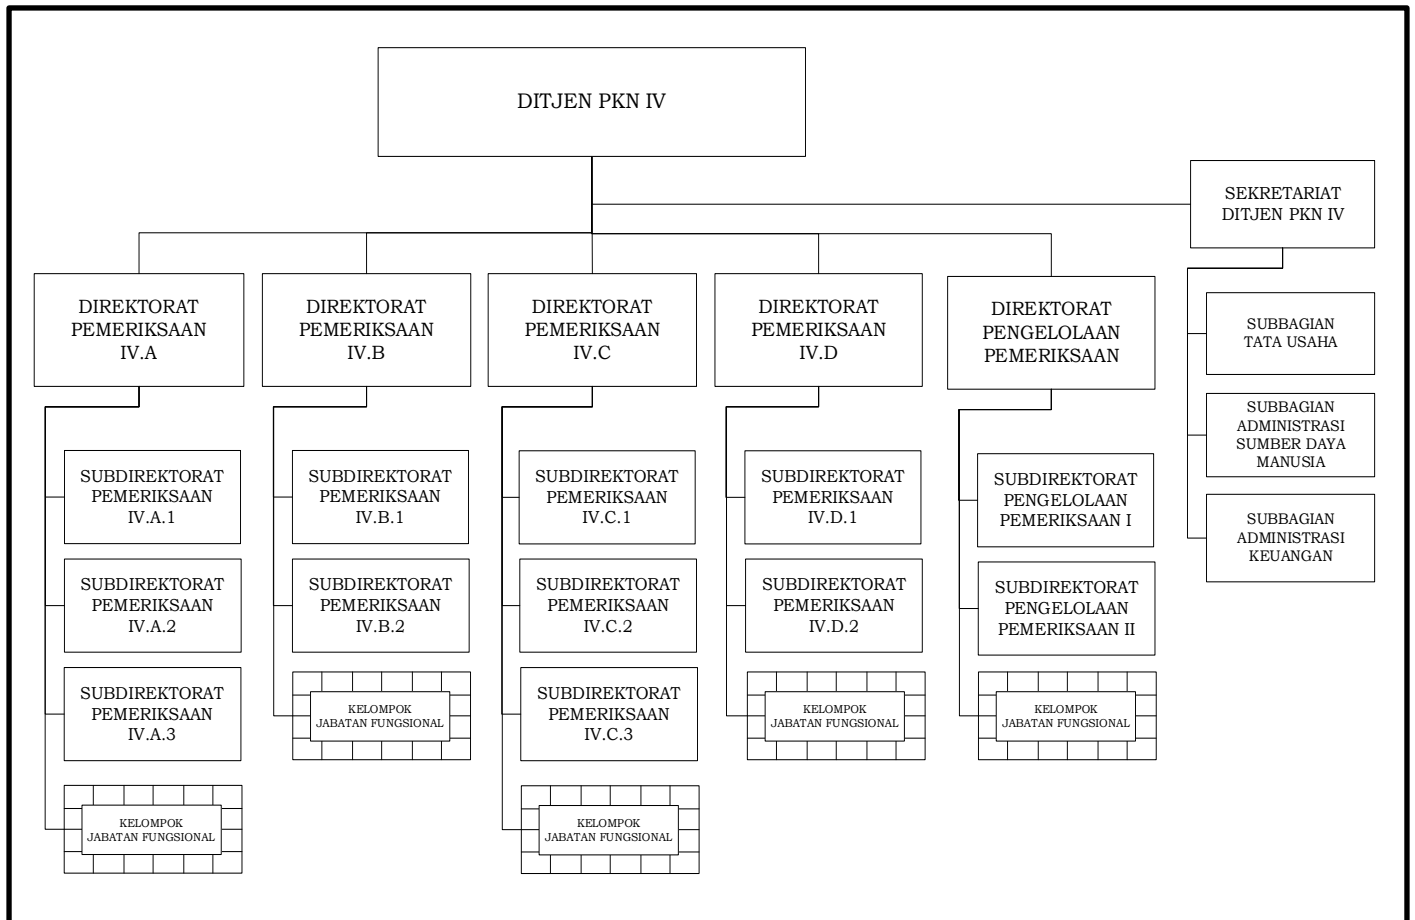 DITJEN PKN IV
SEKRETARIAT
DITJEN PKN IV
DIREKTORAT
PEMERIKSAAN
IV.A
DIREKTORAT
PEMERIKSAAN
IV.B
DIREKTORAT
PEMERIKSAAN
IV.C
DIREKTORAT
PEMERIKSAAN
IV.D
DIREKTORAT
PENGELOLAAN
PEMERIKSAAN
SUBDIREKTORAT
PEMERIKSAAN
IV.A.1
SUBDIREKTORAT
PEMERIKSAAN
IV.A.2
SUBDIREKTORAT
PEMERIKSAAN
IV.A.3
KELOMPOK
JABATAN FUNGSIONAL
SUBDIREKTORAT
PEMERIKSAAN
IV.B.1
SUBDIREKTORAT
PEMERIKSAAN
IV.B.2
KELOMPOK
JABATAN FUNGSIONAL
SUBDIREKTORAT
PEMERIKSAAN
IV.C.1
SUBDIREKTORAT
PEMERIKSAAN
IV.C.2
SUBDIREKTORAT
PEMERIKSAAN
IV.C.3
KELOMPOK
JABATAN FUNGSIONAL
SUBDIREKTORAT
PEMERIKSAAN
IV.D.1
SUBDIREKTORAT
PEMERIKSAAN
IV.D.2
KELOMPOK
JABATAN FUNGSIONAL
SUBDIREKTORAT
PENGELOLAAN
PEMERIKSAAN I
SUBDIREKTORAT
PENGELOLAAN
PEMERIKSAAN II
KELOMPOK
JABATAN FUNGSIONAL
SUBBAGIAN
TATA USAHA
SUBBAGIAN
ADMINISTRASI
SUMBER DAYA
MANUSIA
SUBBAGIAN
ADMINISTRASI
KEUANGAN